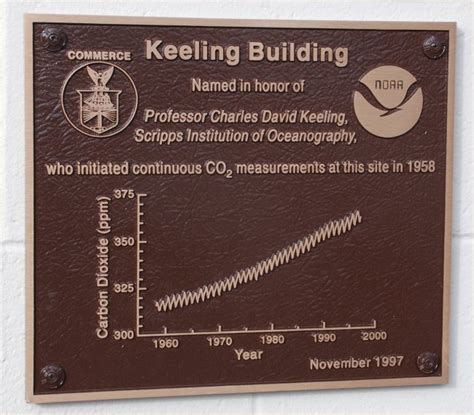 COMMERCE
Keeling Building
NOAA
Named in honor of
Professor Charles David Keeling,
Scripps Institution of Oceanography,
who initiated continuous CO₂ measurements at this site in 1958
Carbon Dioxide (ppm)
375
350
325
300
1960 1970 1980 1990 2000
Year
November 1997